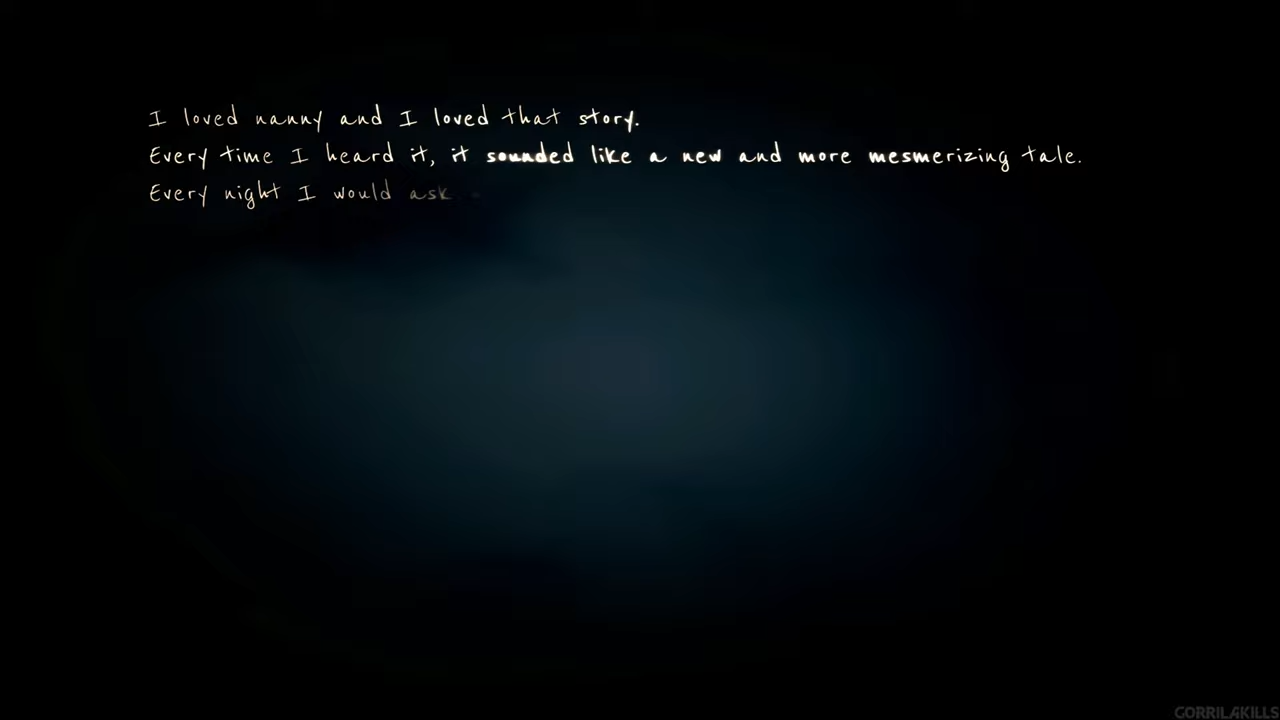 I loved nanny and I loved that story.
Every time I heard it, it sounded like a new and more mesmerizing tale.
Every night I would ask
GORRILAKILLS